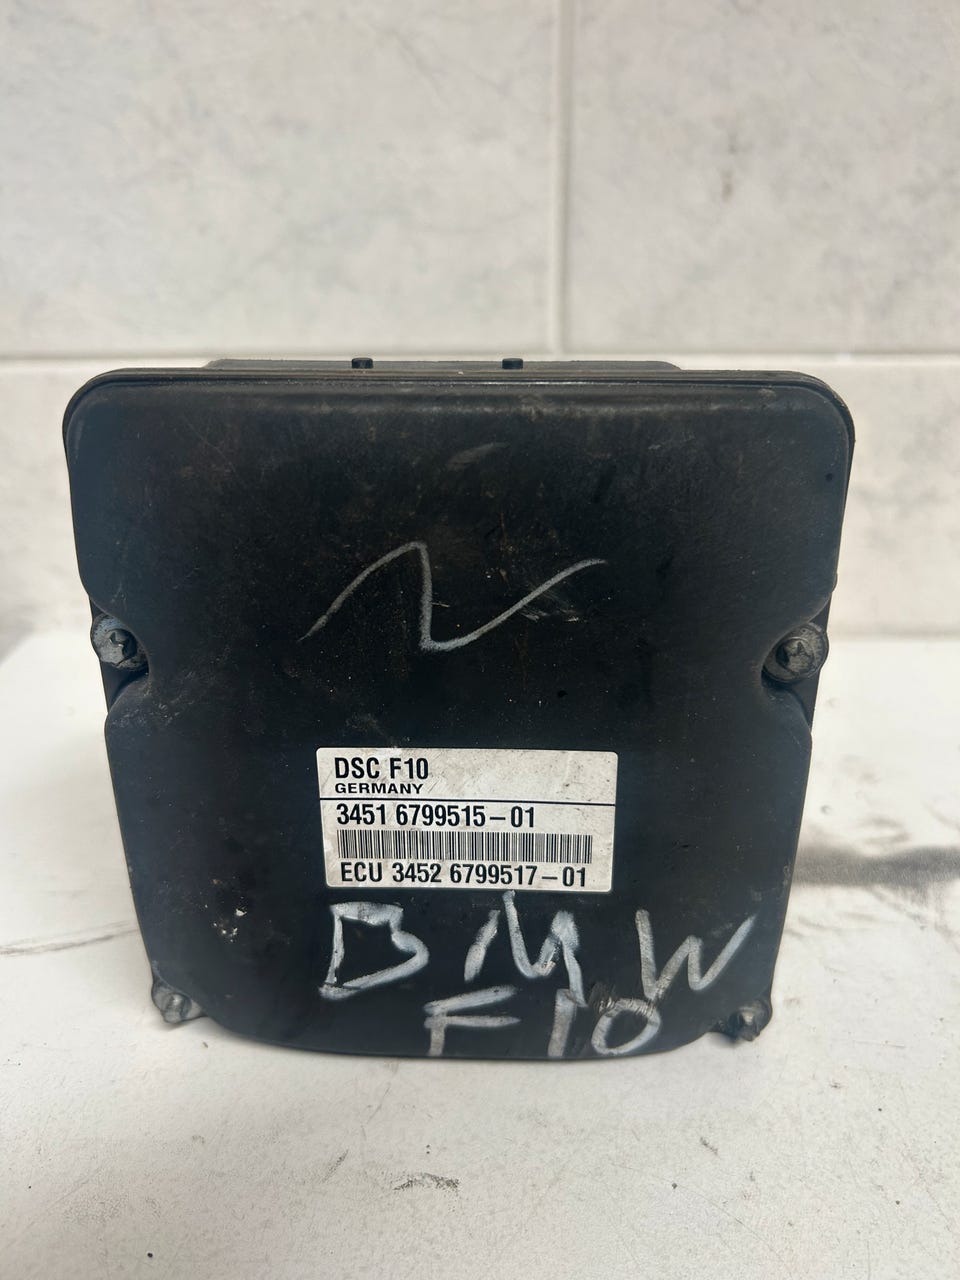 DSC F10
GERMANY
3451 6799515-01
ECU 3452 6799517-01
BMW
F10